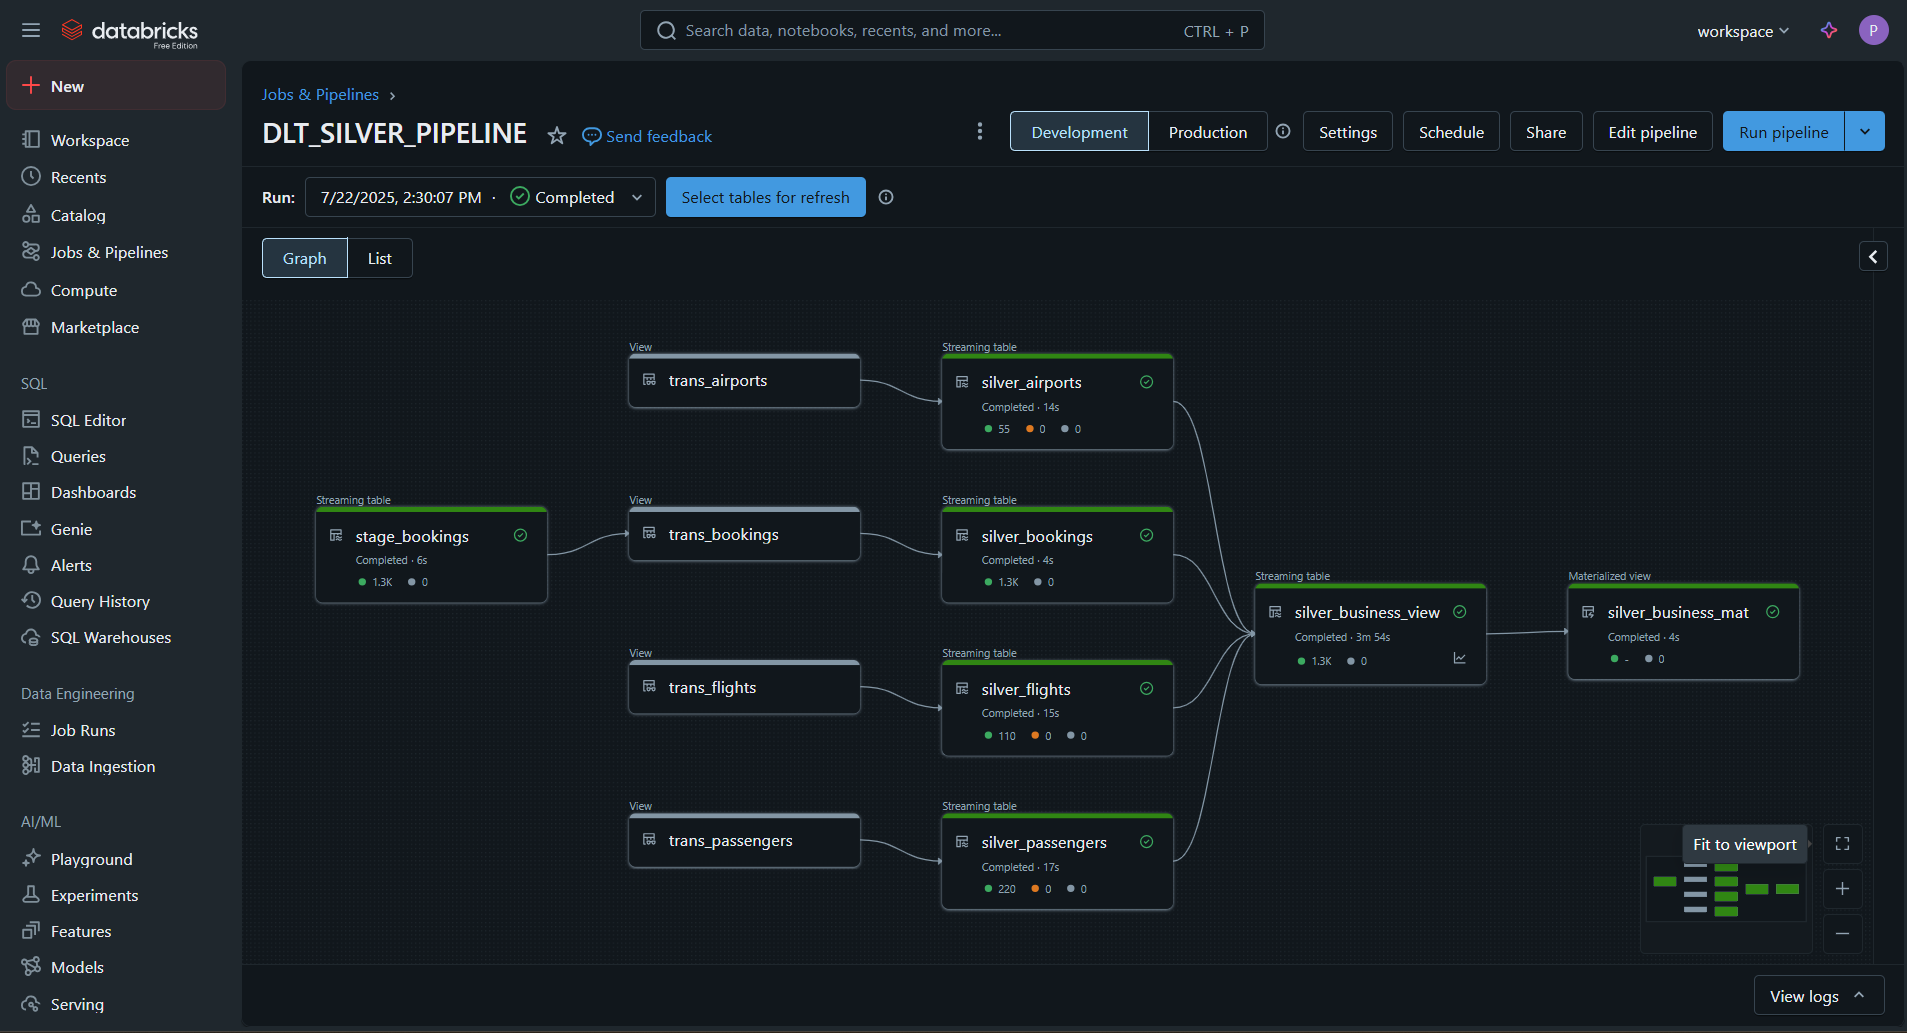 databricks
Free Edition
Search data, notebooks, recents, and more...
CTRL + P
workspace
P
New
Workspace
Recents
Catalog
Jobs & Pipelines
Compute
Marketplace
SQL
SQL Editor
Queries
Dashboards
Genie
Alerts
Query History
SQL Warehouses
Data Engineering
Job Runs
Data Ingestion
AI/ML
Playground
Experiments
Features
Models
Serving
Jobs & Pipelines
DLT_SILVER_PIPELINE
Send feedback
Development
Production
Settings
Schedule
Share
Edit pipeline
Run pipeline
Run:
7/22/2025, 2:30:07 PM · Completed
Select tables for refresh
Graph
List
View
trans_airports
Streaming table
silver_airports
Completed · 14s
55 0 0
Streaming table
stage_bookings
Completed · 6s
1.3K 0
View
trans_bookings
Streaming table
silver_bookings
Completed · 4s
1.3K 0
Streaming table
silver_business_view
Completed · 3m 54s
1.3K 0
Materialized view
silver_business_mat
Completed · 4s
- 0
View
trans_flights
Streaming table
silver_flights
Completed · 15s
110 0 0
View
trans_passengers
Streaming table
silver_passengers
Completed · 17s
220 0 0
Fit to viewport
View logs